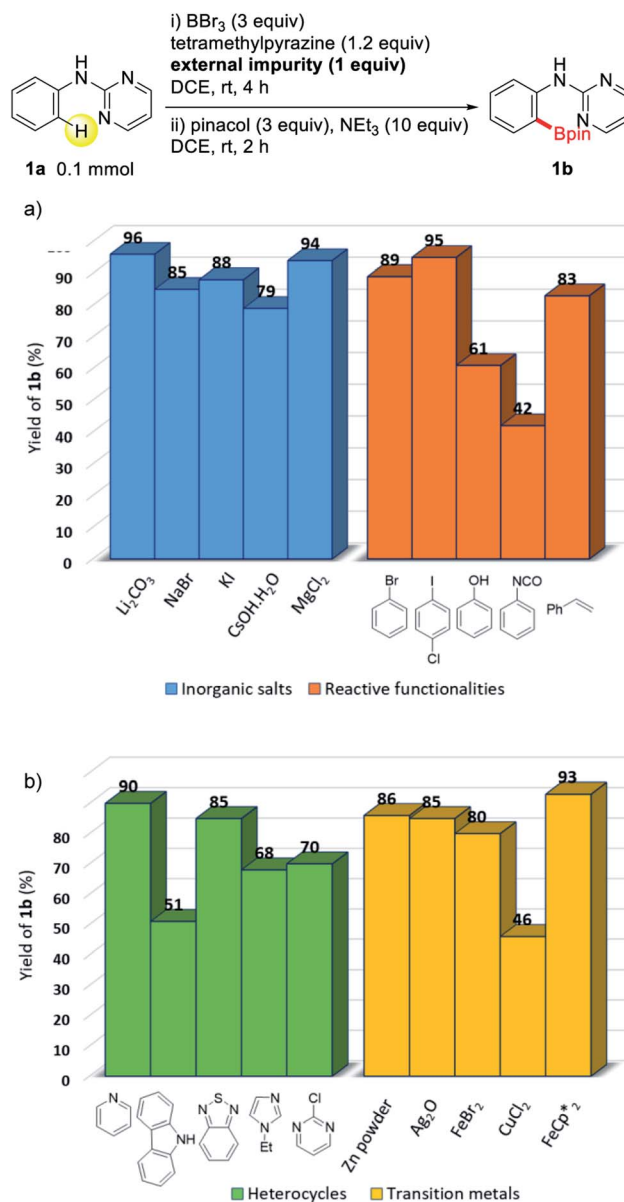 i) BBr₃ (3 equiv)
tetramethylpyrazine (1.2 equiv)
external impurity (1 equiv)
DCE, rt, 4 h
ii) pinacol (3 equiv), NEt₃ (10 equiv)
DCE, rt, 2 h
H
N
N
N
H
1a 0.1 mmol
H
N
N
N
Bpin
1b
a)
Yield of 1b (%)
90
80
70
60
50
40
30
20
10
0
96
85
88
79
94
89
95
61
42
83
Li₂CO₃
NaBr
KI
CsOH.H₂O
MgCl₂
Br
I
Cl
OH
NCO
Ph
Inorganic salts
Reactive functionalities
b)
Yield of 1b (%)
80
70
60
50
40
30
20
10
0
90
51
85
68
70
86
85
80
46
93
N
NH
S
N N
N
N
Et
Cl
N N
Zn powder
Ag₂O
FeBr₂
CuCl₂
FeCp*₂
Heterocycles
Transition metals